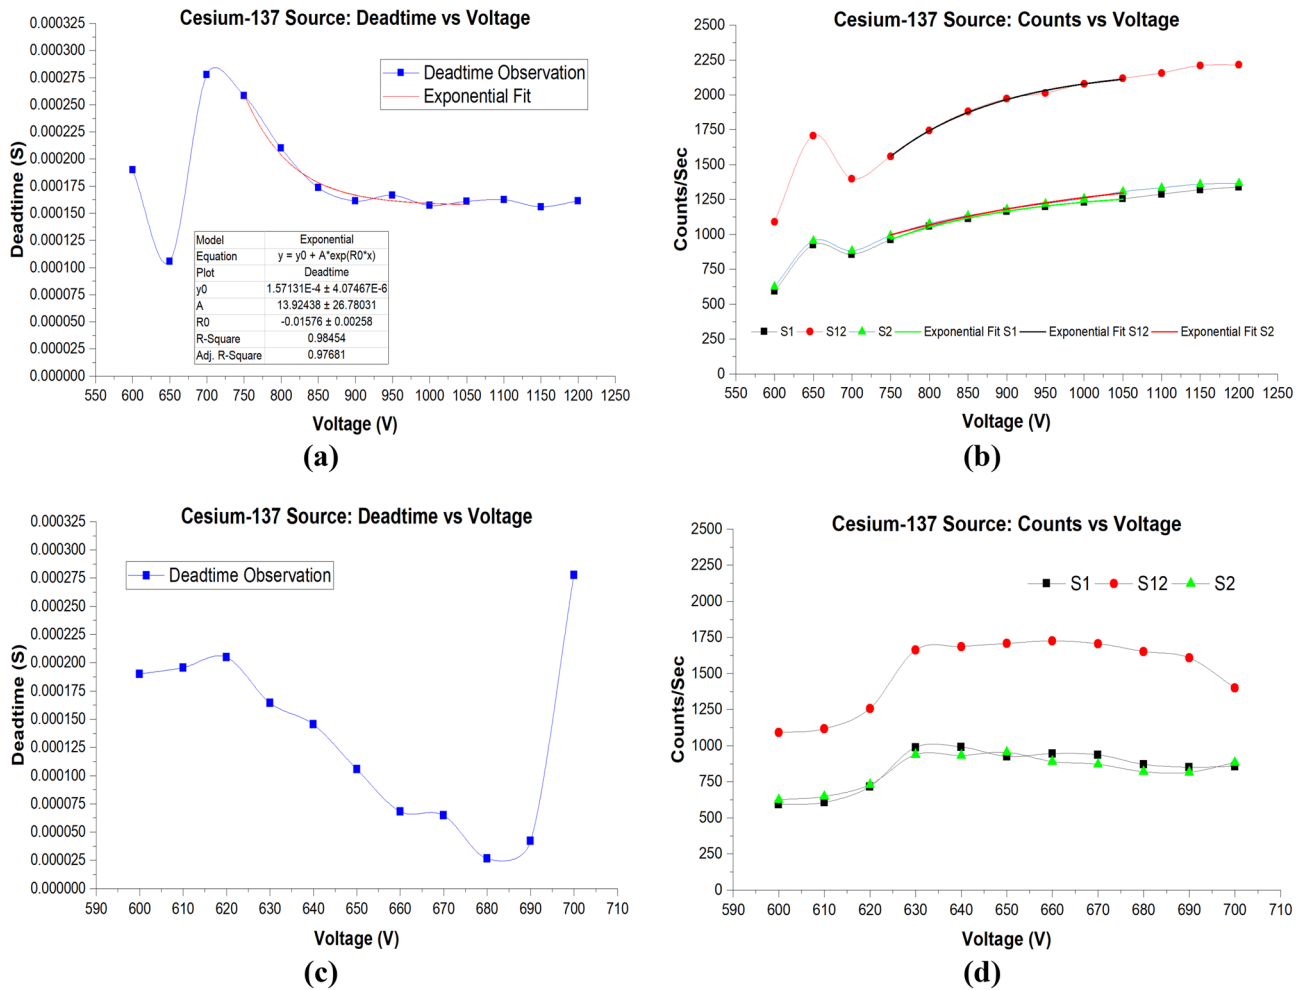 Cesium-137 Source: Deadtime vs Voltage
0.000325
0.000300
0.000275
0.000250
0.000225
0.000200
0.000175
0.000150
0.000125
0.000100
0.000075
0.000050
0.000025
0.000000
Deadtime (S)
Deadtime Observation
Exponential Fit
Model Exponential
Equation y = y0 + A*exp(R0*x)
Plot Deadtime
y0 1.57131E-4 ± 4.07467E-6
A 13.92438 ± 26.78031
R0 -0.01576 ± 0.00258
R-Square 0.98454
Adj. R-Square 0.97681
550 600 650 700 750 800 850 900 950 1000 1050 1100 1150 1200 1250
Voltage (V)
(a)
Cesium-137 Source: Counts vs Voltage
2500
2250
2000
1750
1500
1250
1000
750
500
250
0
Counts/Sec
S1 S12 S2 Exponential Fit S1 Exponential Fit S12 Exponential Fit S2
550 600 650 700 750 800 850 900 950 1000 1050 1100 1150 1200 1250
Voltage (V)
(b)
Cesium-137 Source: Deadtime vs Voltage
0.000325
0.000300
0.000275
0.000250
0.000225
0.000200
0.000175
0.000150
0.000125
0.000100
0.000075
0.000050
0.000025
0.000000
Deadtime (S)
Deadtime Observation
590 600 610 620 630 640 650 660 670 680 690 700 710
Voltage (V)
(c)
Cesium-137 Source: Counts vs Voltage
2500
2250
2000
1750
1500
1250
1000
750
500
250
0
Counts/Sec
S1 S12 S2
590 600 610 620 630 640 650 660 670 680 690 700 710
Voltage (V)
(d)